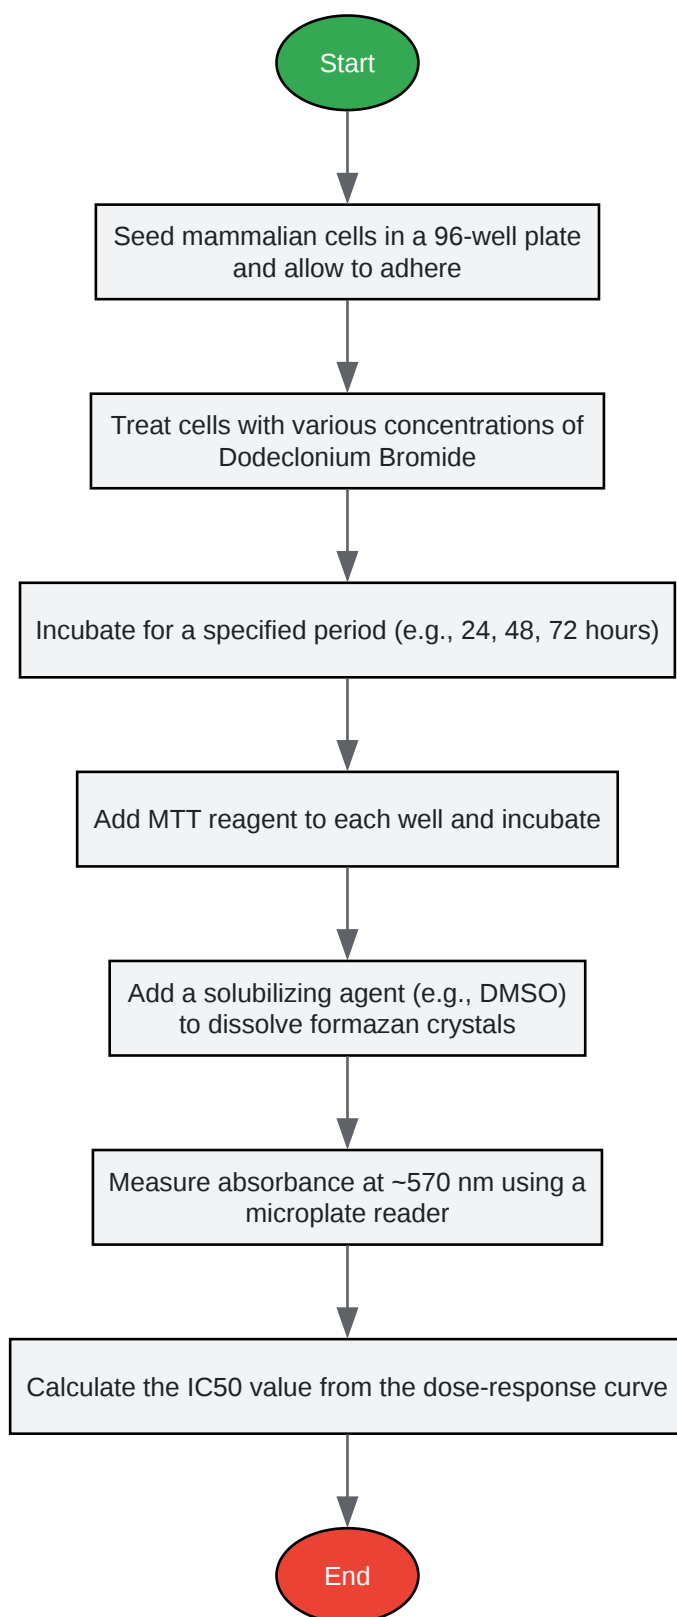 Start
Seed mammalian cells in a 96-well plate
and allow to adhere
Treat cells with various concentrations of
Dodeclonium Bromide
Incubate for a specified period (e.g., 24, 48, 72 hours)
Add MTT reagent to each well and incubate
Add a solubilizing agent (e.g., DMSO)
to dissolve formazan crystals
Measure absorbance at ~570 nm using a
microplate reader
Calculate the IC50 value from the dose-response curve
End